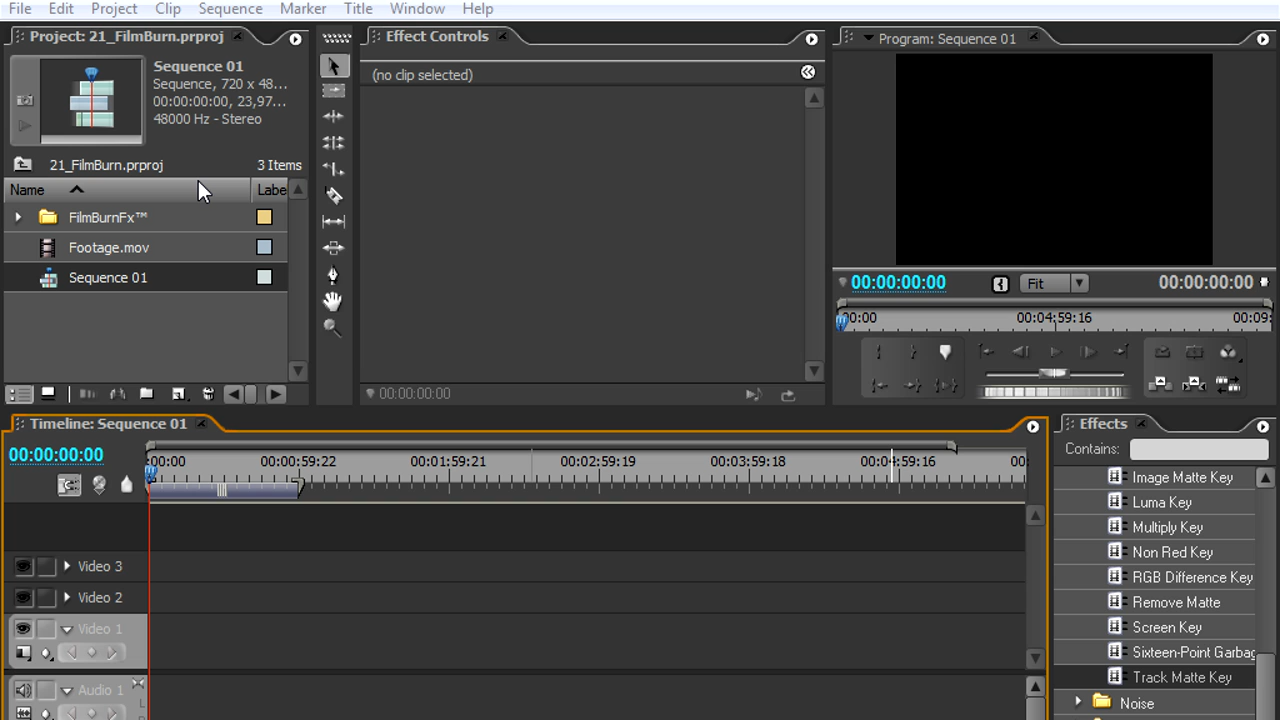 File Edit Project Clip Sequence Marker Title Window Help
Project: 21_FilmBurn.prproj
Sequence 01
Sequence, 720 x 48...
00:00:00:00, 23,97...
48000 Hz - Stereo
21_FilmBurn.prproj 3 Items
Name Labe
FilmBurnFx™
Footage.mov
Sequence 01
Effect Controls
(no clip selected)
00:00:00:00
Program: Sequence 01
00:00:00:00 Fit 00:00:00:00
00:00 00:04:59:16 00:09:
Timeline: Sequence 01
00:00:00:00
:00:00 00:00:59:22 00:01:59:21 00:02:59:19 00:03:59:18 00:04:59:16 00:
Video 3
Video 2
Video 1
Audio 1
L
Effects
Contains:
Image Matte Key
Luma Key
Multiply Key
Non Red Key
RGB Difference Key
Remove Matte
Screen Key
Sixteen-Point Garbag
Track Matte Key
Noise